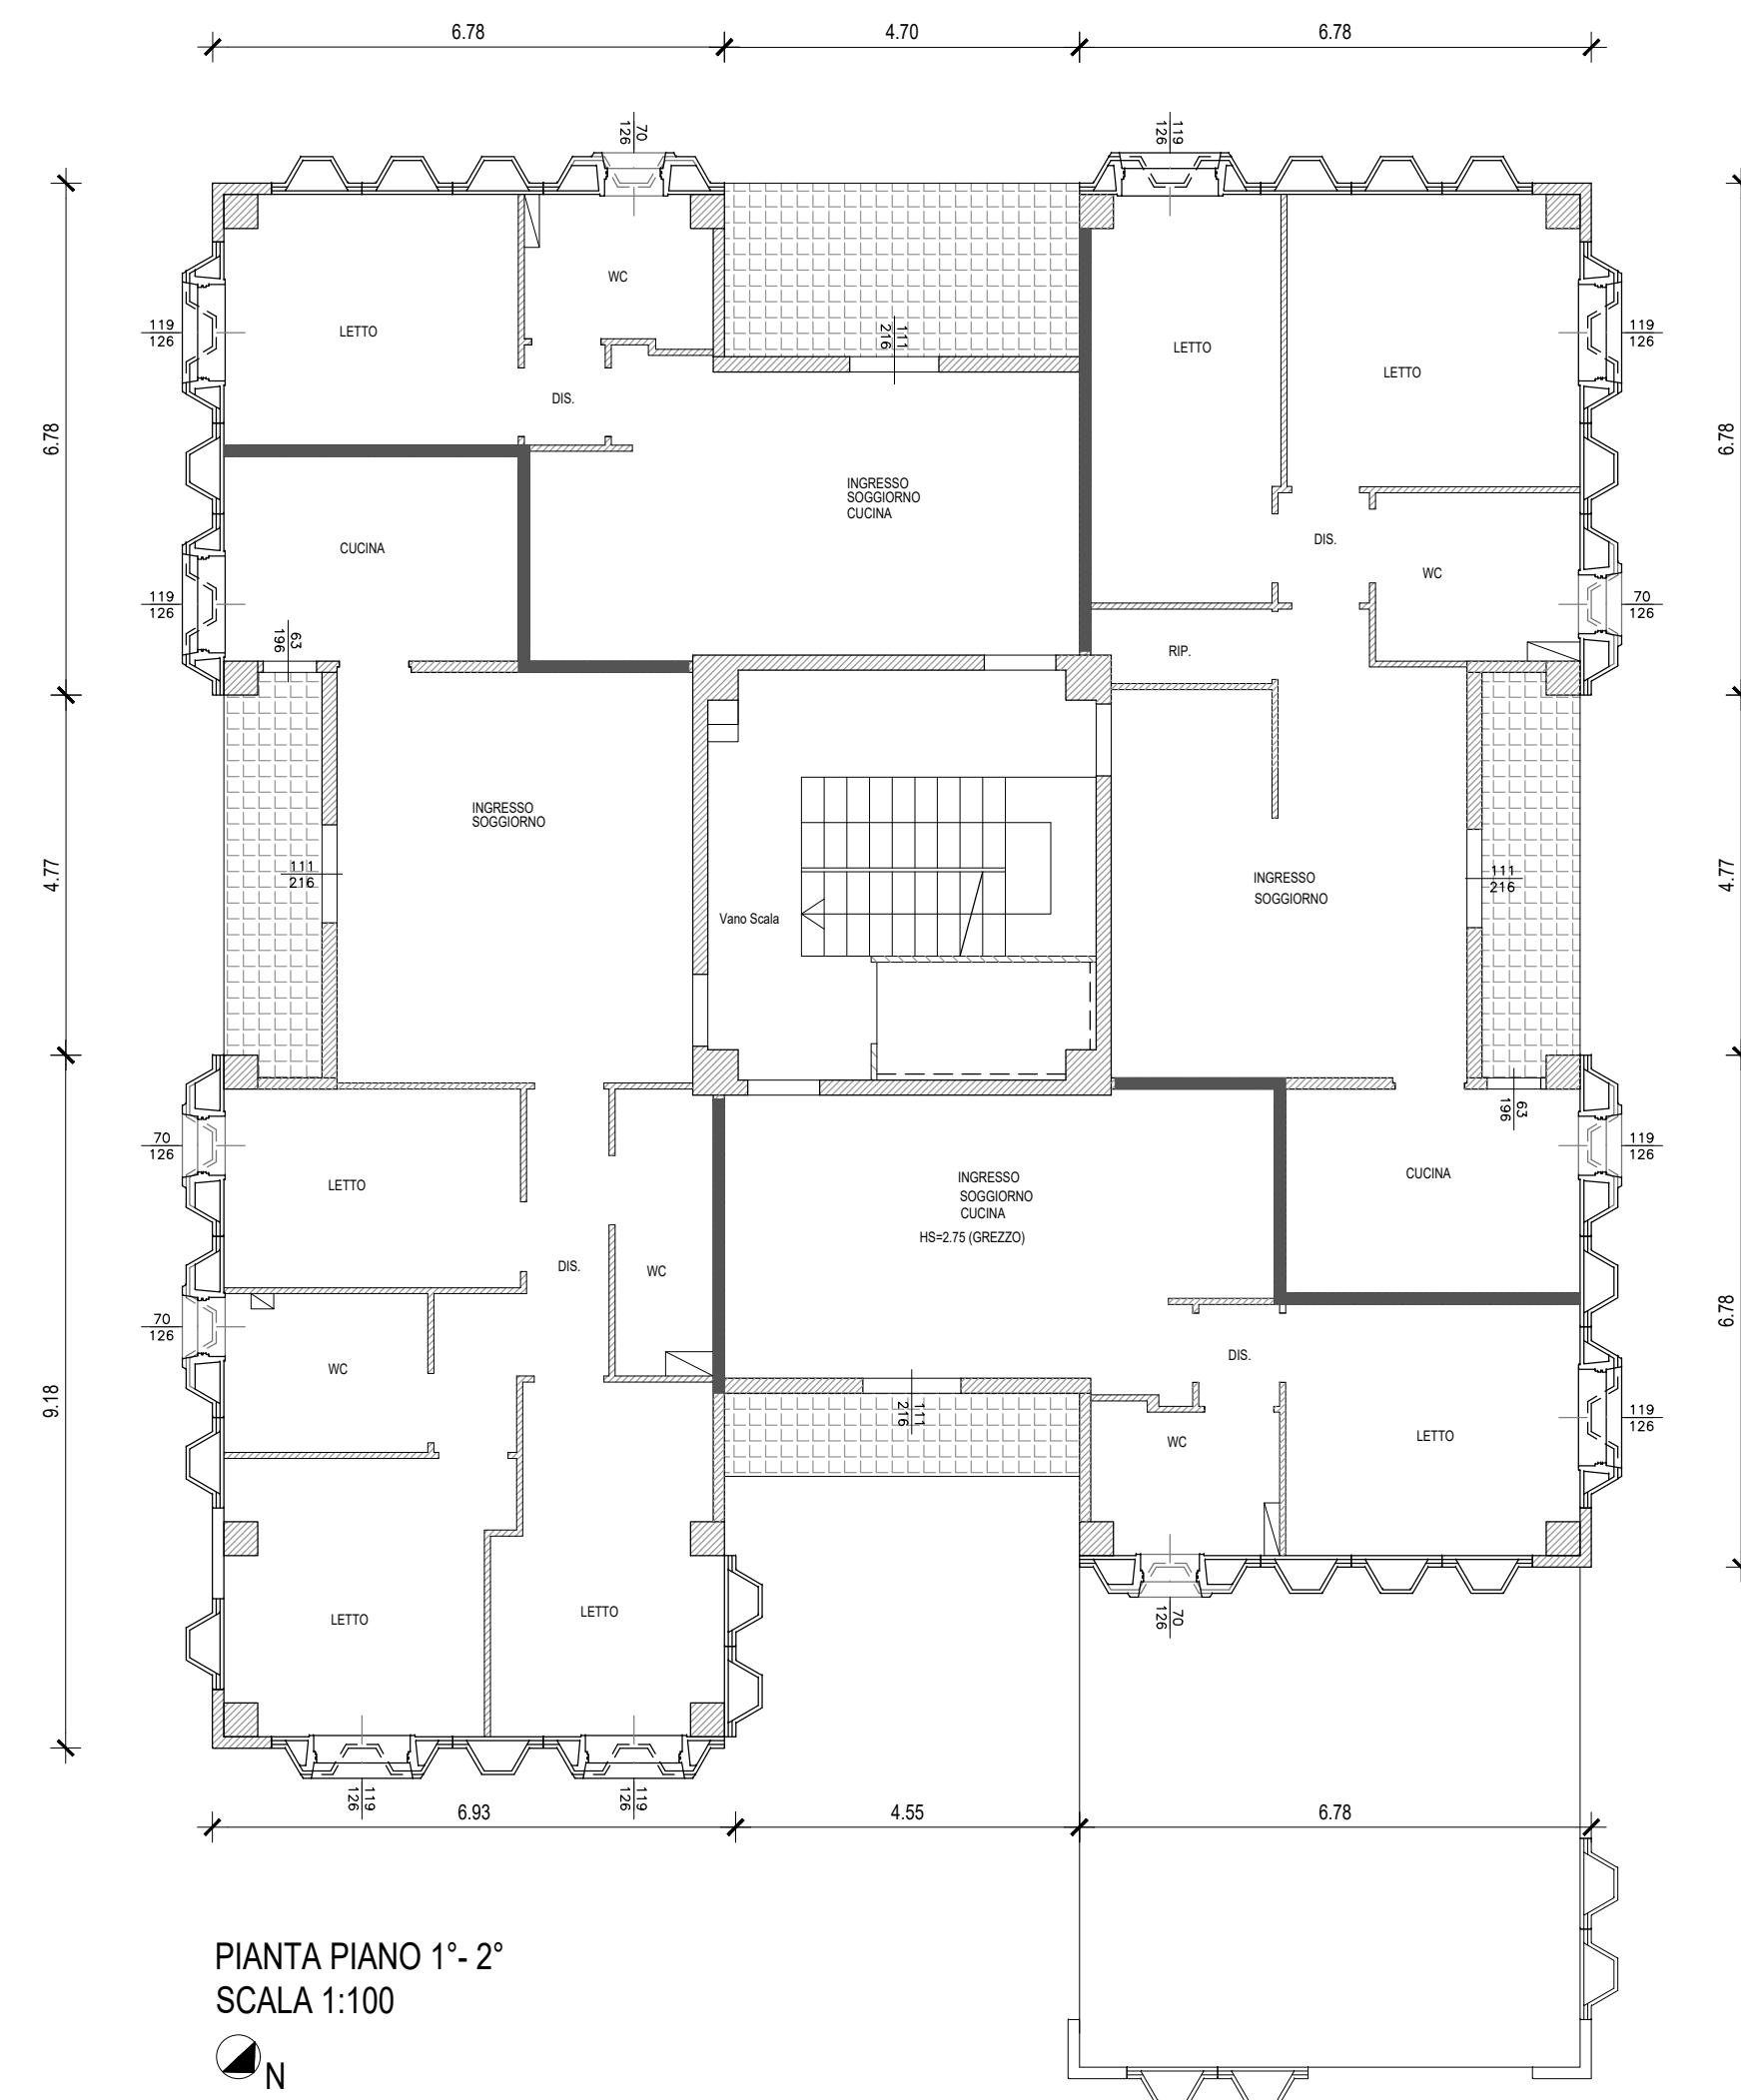 6.78
4.70
6.78
70
126
119
126
WC
119
126
LETTO
111
216
LETTO
LETTO
119
126
DIS.
6.78
6.78
INGRESSO
SOGGIORNO
CUCINA
CUCINA
DIS.
WC
119
126
70
126
63
196
RIP.
INGRESSO
SOGGIORNO
4.77
111
216
Vano Scala
INGRESSO
SOGGIORNO
111
216
4.77
63
196
70
126
119
126
LETTO
INGRESSO
SOGGIORNO
CUCINA
HS=2.75 (GREZZO)
CUCINA
DIS.
WC
70
126
6.78
WC
DIS.
9.18
111
216
WC
LETTO
119
126
LETTO
LETTO
70
126
119
126
119
126
6.93
4.55
6.78
PIANTA PIANO 1°- 2°
SCALA 1:100
N